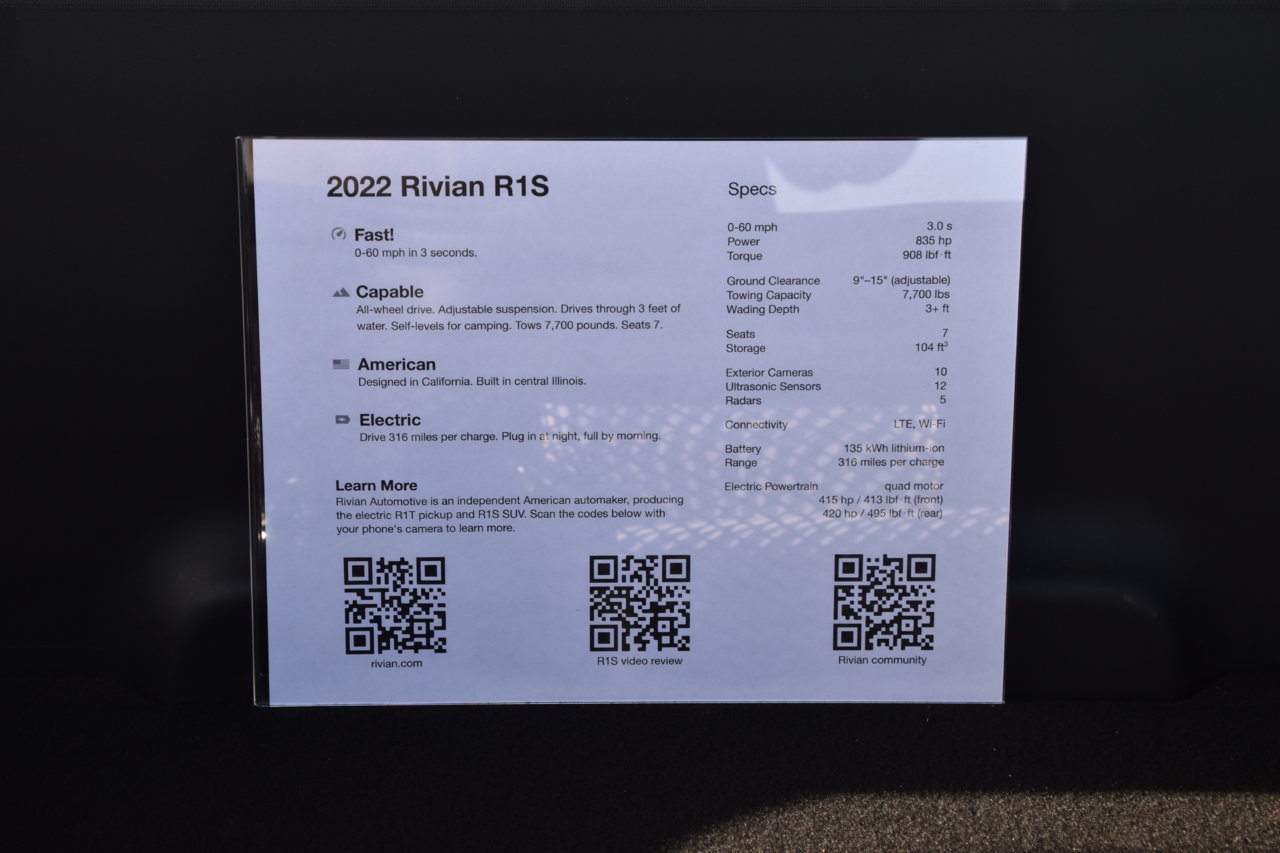 2022 Rivian R1S
Fast!
0-60 mph in 3 seconds.
Capable
All-wheel drive. Adjustable suspension. Drives through 3 feet of
water. Self-levels for camping. Tows 7,700 pounds. Seats 7.
American
Designed in California. Built in central Illinois.
Electric
Drive 316 miles per charge. Plug in at night, full by morning.
Learn More
Rivian Automotive is an independent American automaker, producing
the electric R1T pickup and R1S SUV. Scan the codes below with
your phone's camera to learn more.
Specs
0-60 mph 3.0 s
Power 835 hp
Torque 908 lbf·ft
Ground Clearance 9"–15" (adjustable)
Towing Capacity 7,700 lbs
Wading Depth 3+ ft
Seats 7
Storage 104 ft³
Exterior Cameras 10
Ultrasonic Sensors 12
Radars 5
Connectivity LTE, Wi-Fi
Battery 135 kWh lithium-ion
Range 316 miles per charge
Electric Powertrain quad motor
415 hp / 413 lbf·ft (front)
420 hp / 495 lbf·ft (rear)
rivian.com
R1S video review
Rivian community